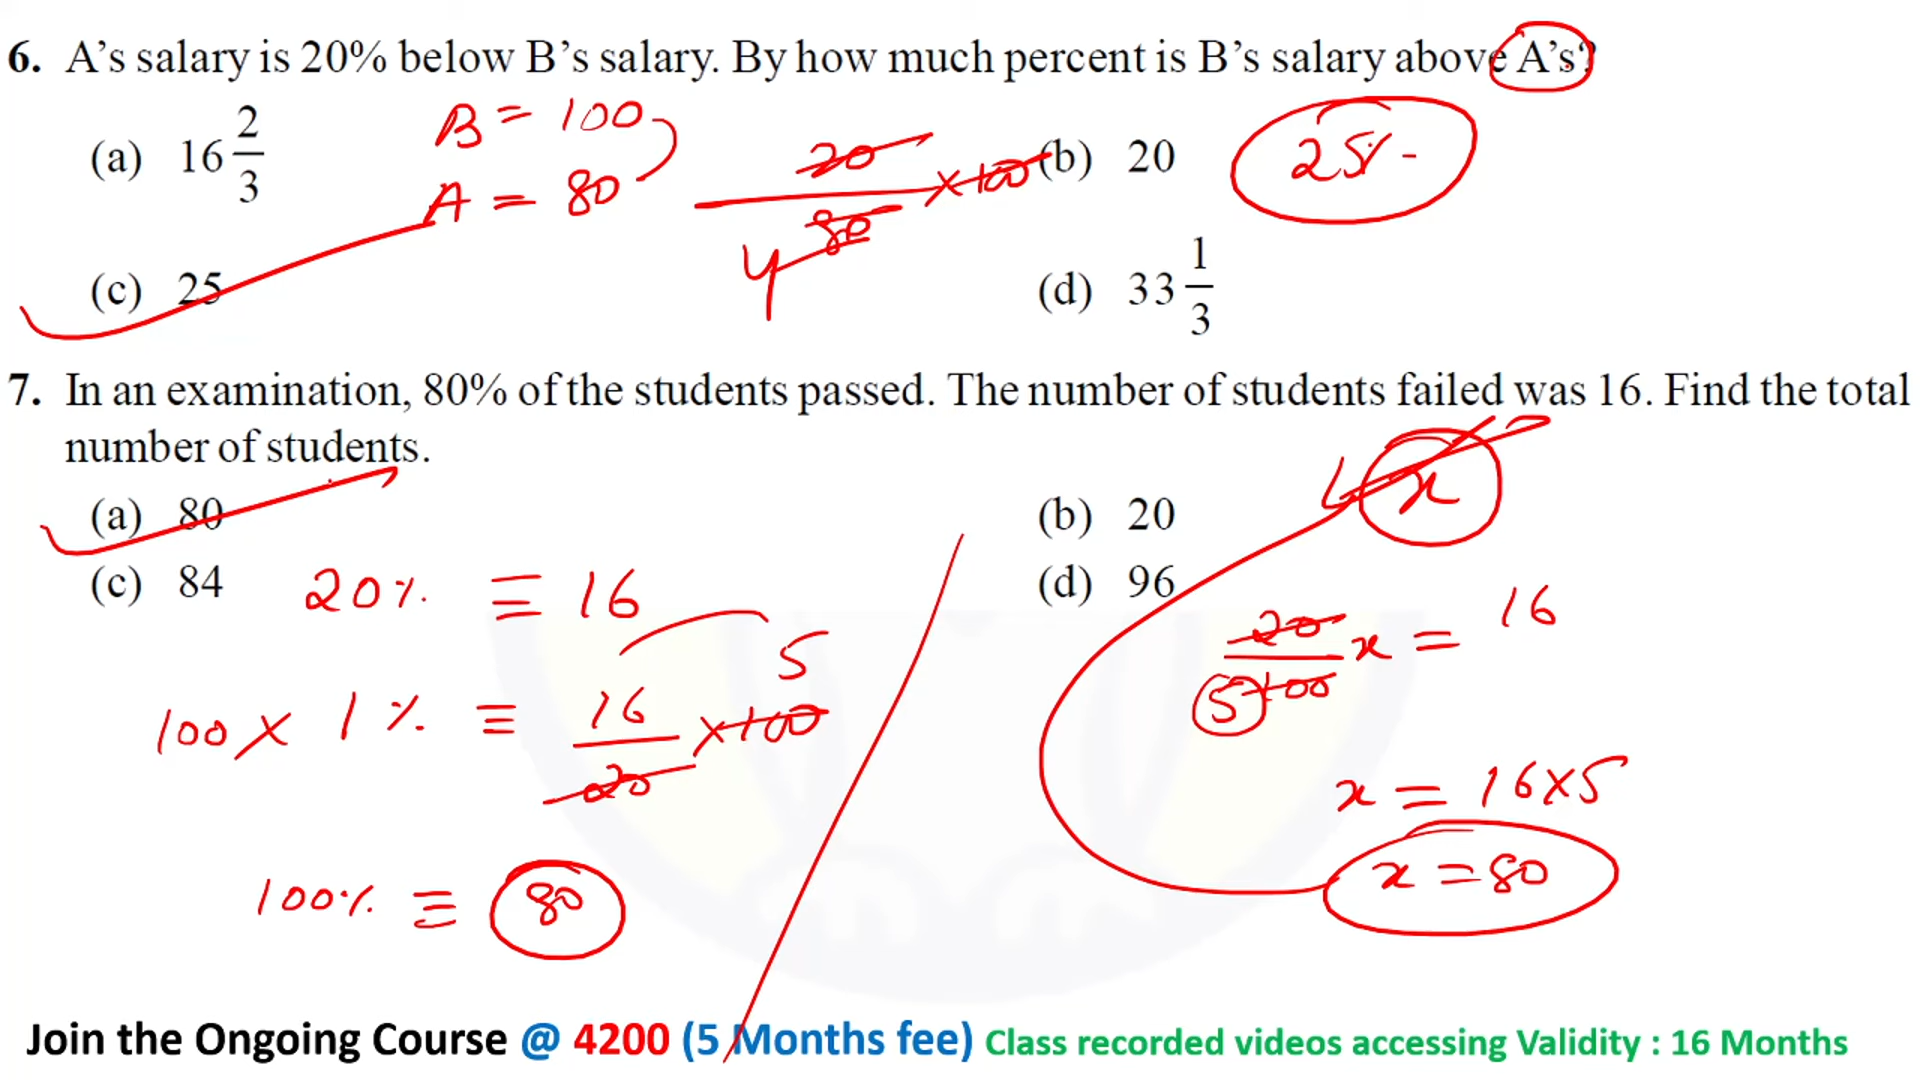 6. A's salary is 20% below B's salary. By how much percent is B's salary above A's?
(a) 16 2/3
B = 100
A = 80
20/80 × 100
4
(b) 20
25% -
(c) 25
(d) 33 1/3
7. In an examination, 80% of the students passed. The number of students failed was 16. Find the total
number of students.
x
(a) 80
(b) 20
(c) 84
(d) 96
20% ≡ 16
5
100 × 1% ≡ 16/20 × 100
100% ≡ 80
20/100 x = 16
5
x = 16×5
x = 80
Join the Ongoing Course @ 4200 (5 Months fee) Class recorded videos accessing Validity : 16 Months